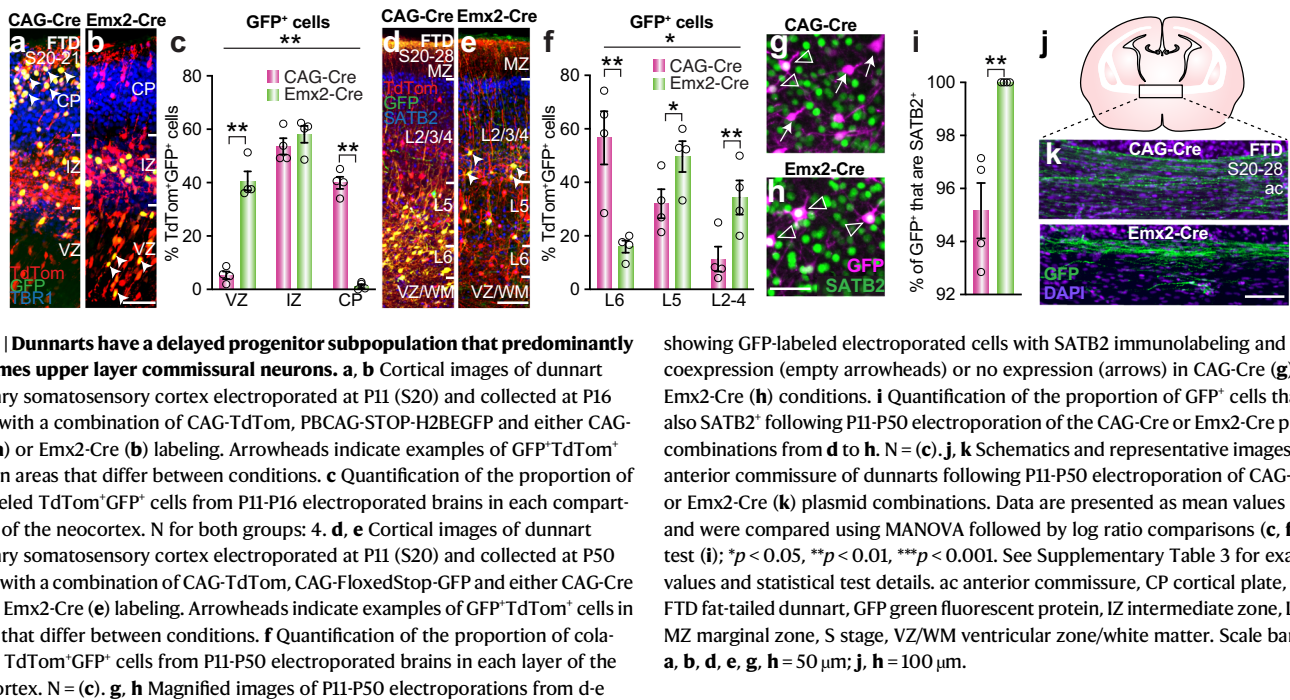 CAG-Cre Emx2-Cre
a b
FTD
S20-21
CP CP
IZ IZ
VZ VZ
TdTom
GFP
TBR1
c
GFP⁺ cells
**
80
60
40
20
0
% TdTom⁺GFP⁺ cells
CAG-Cre
Emx2-Cre
** **
VZ IZ CP
CAG-Cre Emx2-Cre
d e
FTD
S20-28
MZ MZ
TdTom
GFP
SATB2
L2/3/4 L2/3/4
L5 L5
L6 L6
VZ/WM VZ/WM
f
GFP⁺ cells
*
80
60
40
20
0
% TdTom⁺GFP⁺ cells
CAG-Cre
Emx2-Cre
** * **
L6 L5 L2-4
CAG-Cre
g
Emx2-Cre
h
GFP
SATB2
i
% of GFP⁺ that are SATB2⁺
**
100
98
96
94
92
j
k
CAG-Cre FTD
S20-28
ac
Emx2-Cre
GFP
DAPI
| Dunnarts have a delayed progenitor subpopulation that predominantly
mes upper layer commissural neurons. a, b Cortical images of dunnart
ry somatosensory cortex electroporated at P11 (S20) and collected at P16
with a combination of CAG-TdTom, PBCAG-STOP-H2BEGFP and either CAG-
) or Emx2-Cre (b) labeling. Arrowheads indicate examples of GFP⁺TdTom⁺
n areas that differ between conditions. c Quantification of the proportion of
eled TdTom⁺GFP⁺ cells from P11-P16 electroporated brains in each compart-
of the neocortex. N for both groups: 4. d, e Cortical images of dunnart
ry somatosensory cortex electroporated at P11 (S20) and collected at P50
with a combination of CAG-TdTom, CAG-FloxedStop-GFP and either CAG-Cre
Emx2-Cre (e) labeling. Arrowheads indicate examples of GFP⁺TdTom⁺ cells in
that differ between conditions. f Quantification of the proportion of cola-
TdTom⁺GFP⁺ cells from P11-P50 electroporated brains in each layer of the
ortex. N = (c). g, h Magnified images of P11-P50 electroporations from d-e
showing GFP-labeled electroporated cells with SATB2 immunolabeling and
coexpression (empty arrowheads) or no expression (arrows) in CAG-Cre (g)
Emx2-Cre (h) conditions. i Quantification of the proportion of GFP⁺ cells tha
also SATB2⁺ following P11-P50 electroporation of the CAG-Cre or Emx2-Cre p
combinations from d to h. N = (c). j, k Schematics and representative images
anterior commissure of dunnarts following P11-P50 electroporation of CAG-
or Emx2-Cre (k) plasmid combinations. Data are presented as mean values
and were compared using MANOVA followed by log ratio comparisons (c, f
test (i); *p < 0.05, **p < 0.01, ***p < 0.001. See Supplementary Table 3 for exa
values and statistical test details. ac anterior commissure, CP cortical plate,
FTD fat-tailed dunnart, GFP green fluorescent protein, IZ intermediate zone, L
MZ marginal zone, S stage, VZ/WM ventricular zone/white matter. Scale bar
a, b, d, e, g, h = 50 μm; j, h = 100 μm.